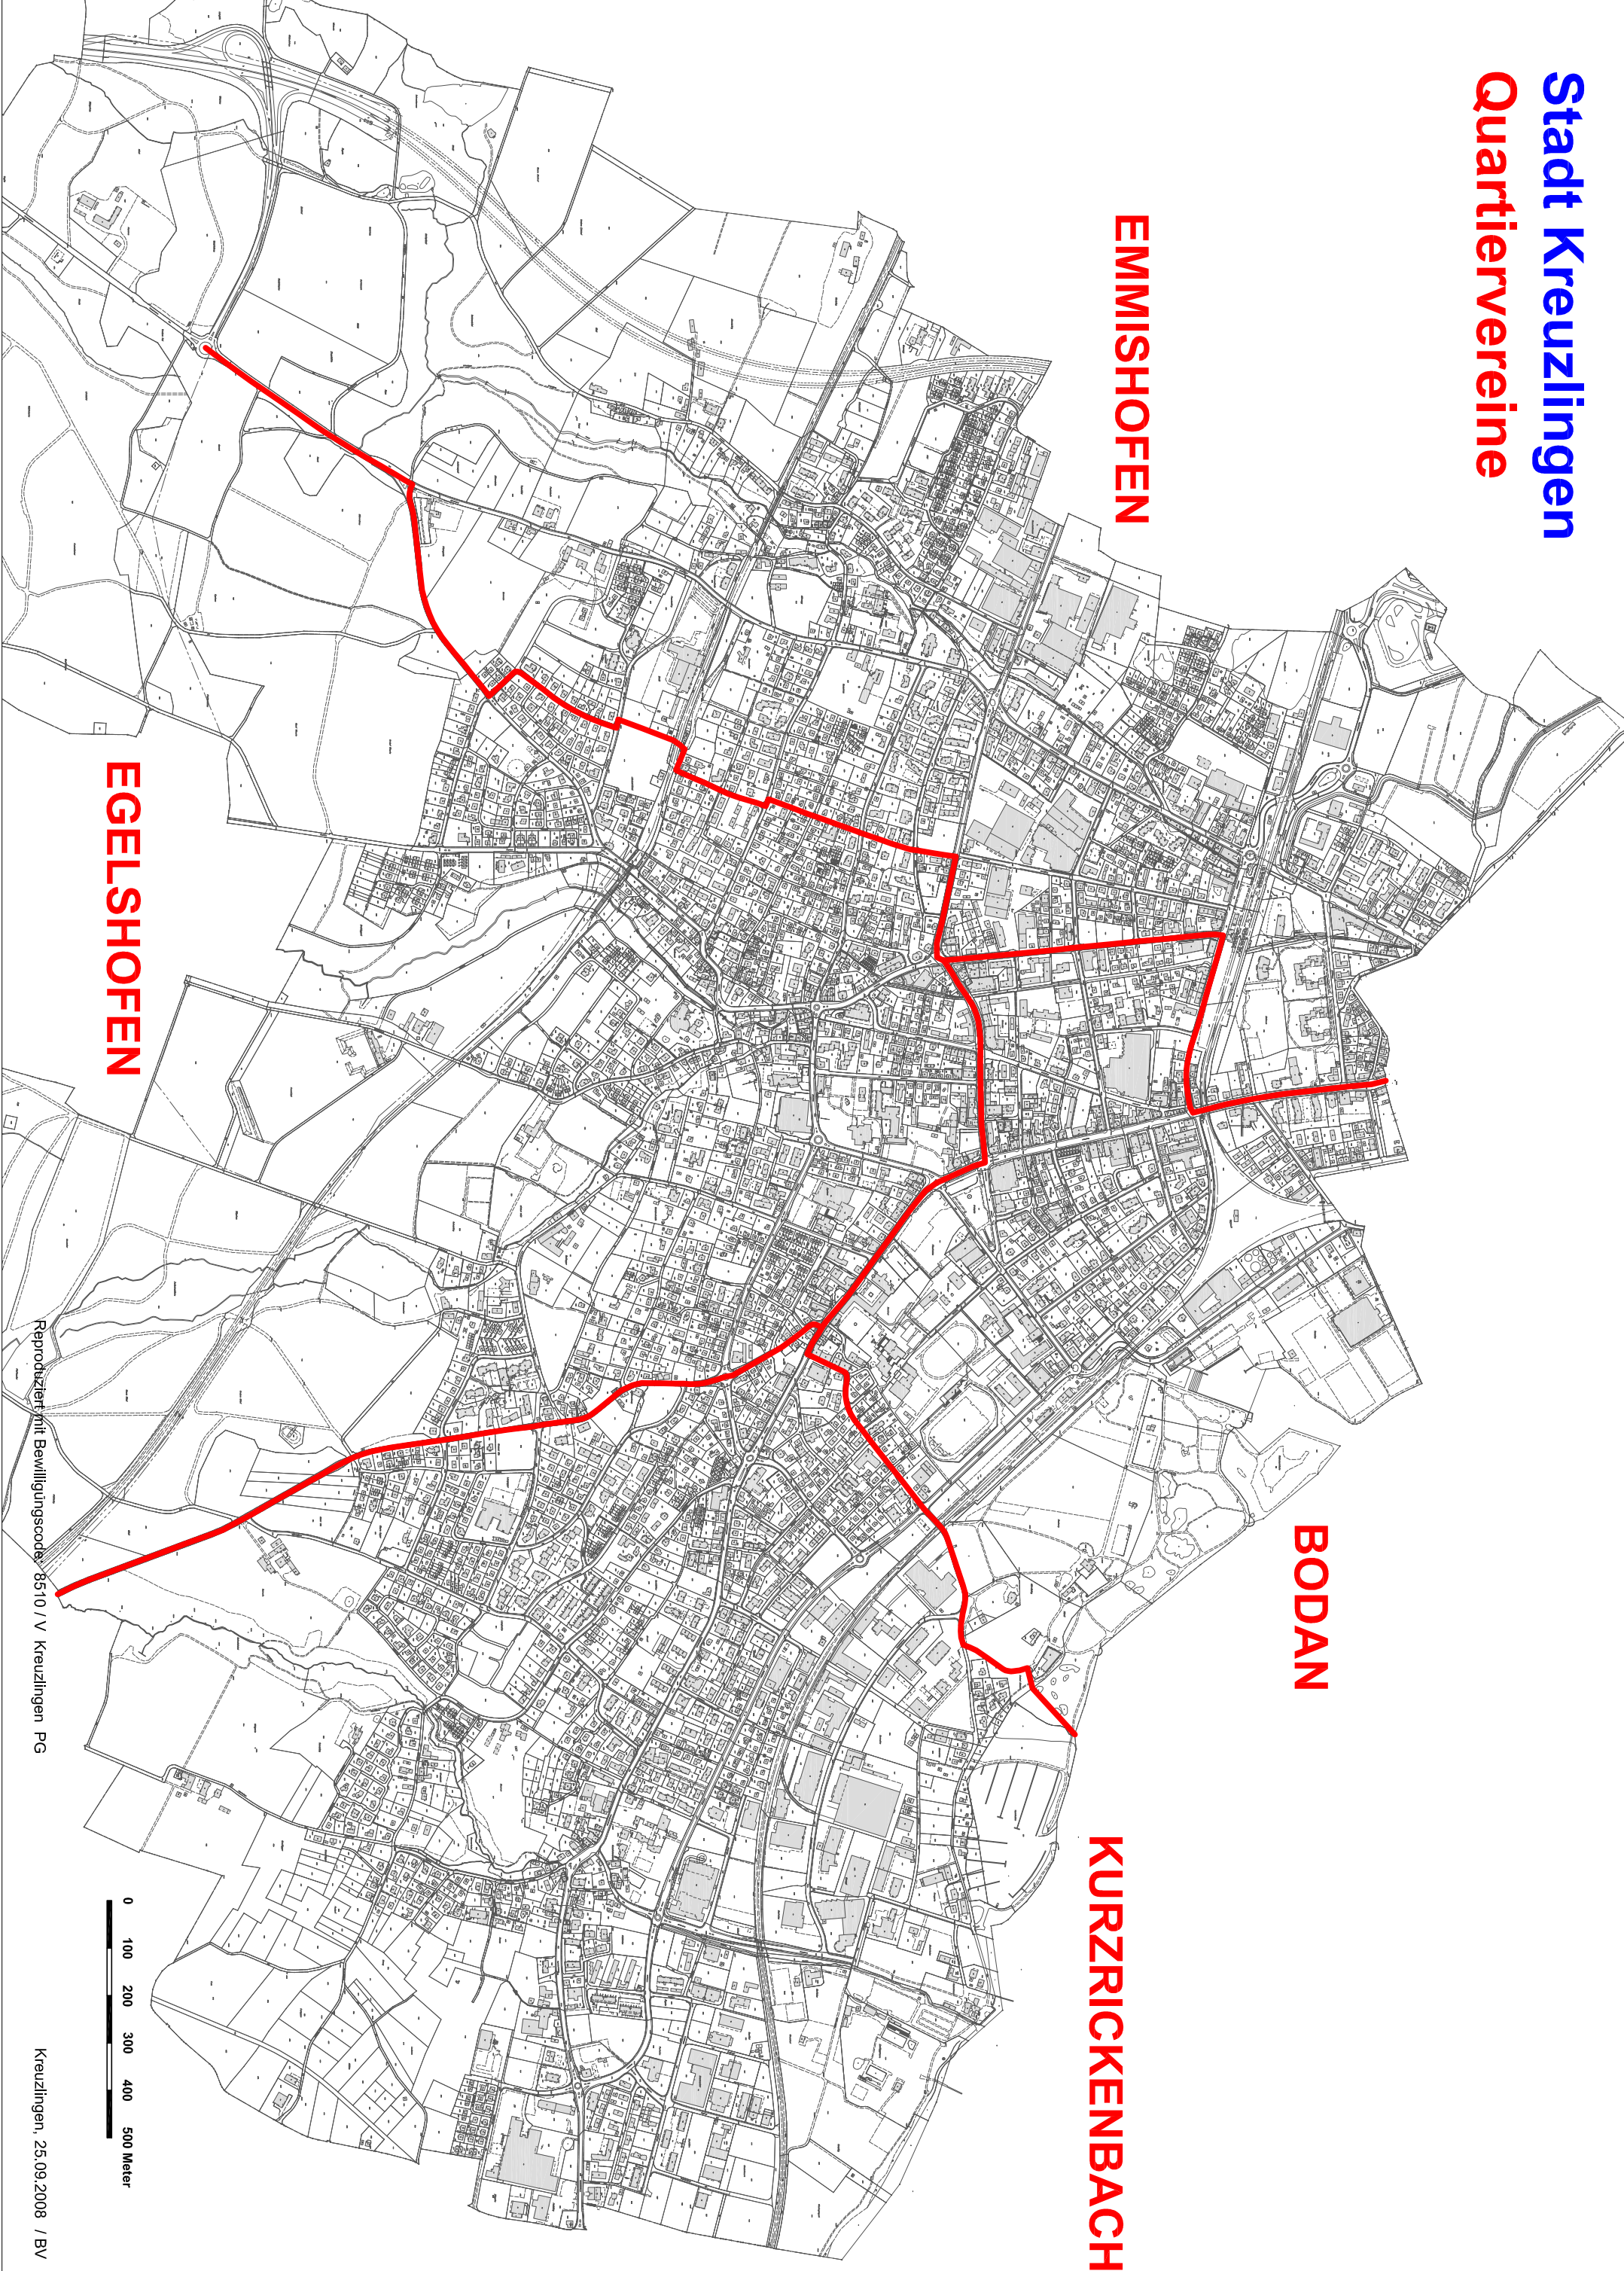 Stadt Kreuzlingen
Quartiervereine
EMMISHOFEN
BODAN
KURZRICKENBACH
EGELSHOFEN
0 100 200 300 400 500 Meter
Reproduziert mit Bewilligungscode: 8510 / V Kreuzlingen PG
Kreuzlingen, 25.09.2008 / BV